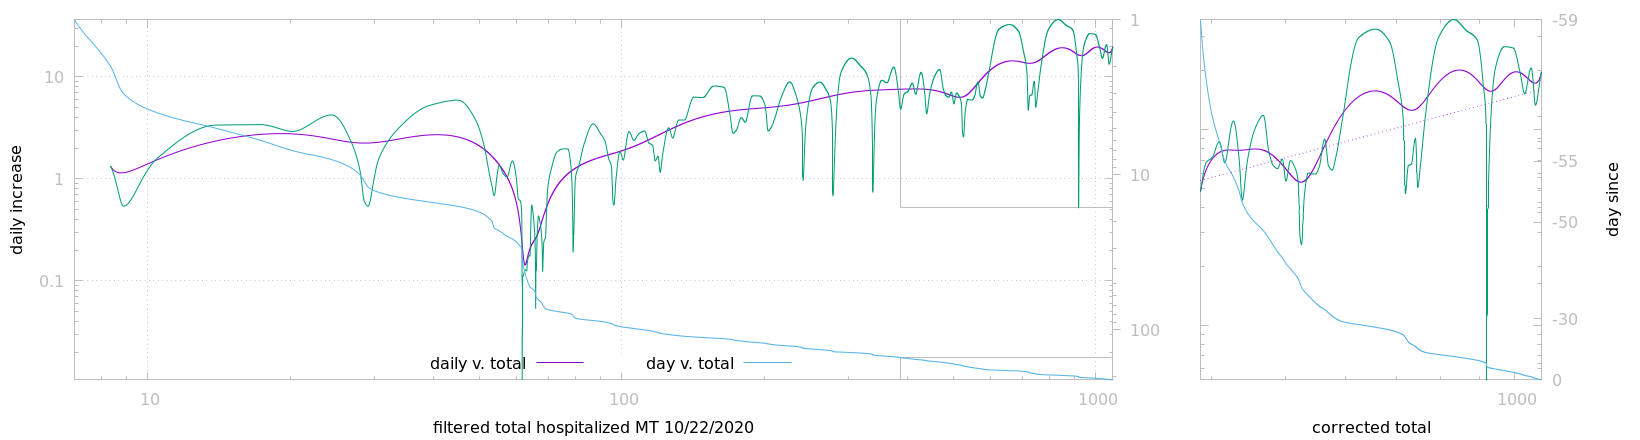 daily increase
10
1
0.1
1
10
100
daily v. total
day v. total
10
100
1000
filtered total hospitalized MT 10/22/2020
-59
-55
-50
-30
0
day since
1000
corrected total